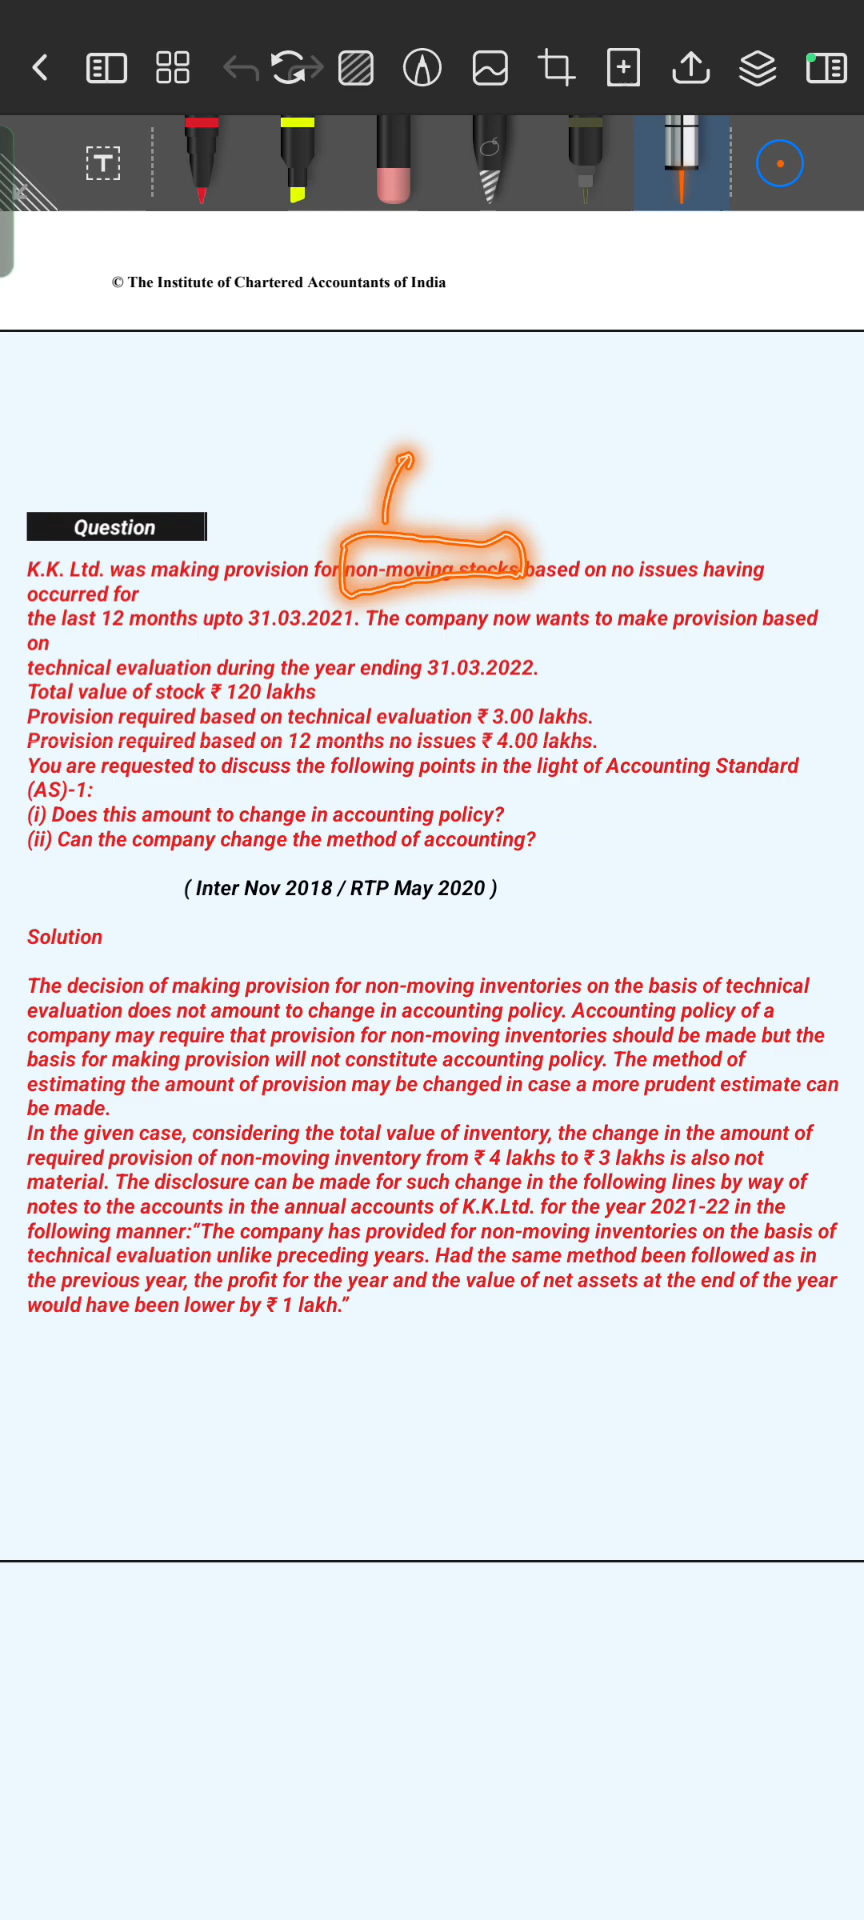 T
© The Institute of Chartered Accountants of India
Question
K.K. Ltd. was making provision for non-moving stocks based on no issues having
occurred for
the last 12 months upto 31.03.2021. The company now wants to make provision based
on
technical evaluation during the year ending 31.03.2022.
Total value of stock ₹ 120 lakhs
Provision required based on technical evaluation ₹ 3.00 lakhs.
Provision required based on 12 months no issues ₹ 4.00 lakhs.
You are requested to discuss the following points in the light of Accounting Standard
(AS)-1:
(i) Does this amount to change in accounting policy?
(ii) Can the company change the method of accounting?
( Inter Nov 2018 / RTP May 2020 )
Solution
The decision of making provision for non-moving inventories on the basis of technical
evaluation does not amount to change in accounting policy. Accounting policy of a
company may require that provision for non-moving inventories should be made but the
basis for making provision will not constitute accounting policy. The method of
estimating the amount of provision may be changed in case a more prudent estimate can
be made.
In the given case, considering the total value of inventory, the change in the amount of
required provision of non-moving inventory from ₹ 4 lakhs to ₹ 3 lakhs is also not
material. The disclosure can be made for such change in the following lines by way of
notes to the accounts in the annual accounts of K.K.Ltd. for the year 2021-22 in the
following manner:“The company has provided for non-moving inventories on the basis of
technical evaluation unlike preceding years. Had the same method been followed as in
the previous year, the profit for the year and the value of net assets at the end of the year
would have been lower by ₹ 1 lakh.”